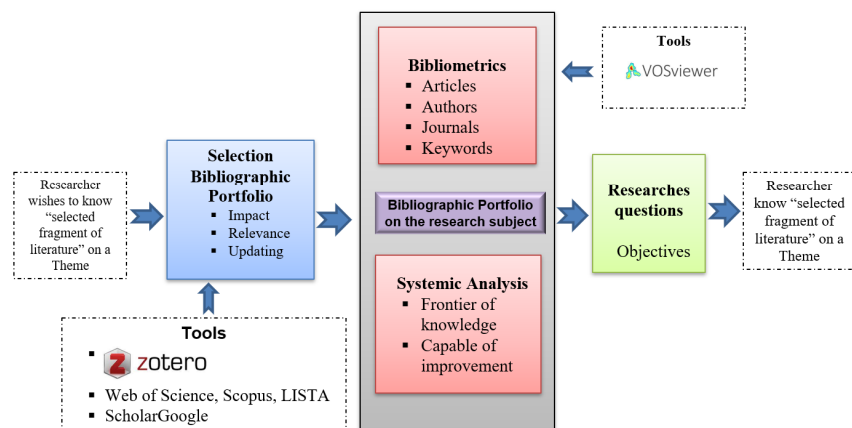 Researcher
wishes to know
“selected
fragment of
literature” on a
Theme
Selection
Bibliographic
Portfolio
▪ Impact
▪ Relevance
▪ Updating
Tools
▪ Z zotero
▪ Web of Science, Scopus, LISTA
▪ ScholarGoogle
Bibliometrics
▪ Articles
▪ Authors
▪ Journals
▪ Keywords
Bibliographic Portfolio
on the research subject
Systemic Analysis
▪ Frontier of
knowledge
▪ Capable of
improvement
Tools
VOSviewer
Researches
questions
Objectives
Researcher
know “selected
fragment of
literature” on a
Theme